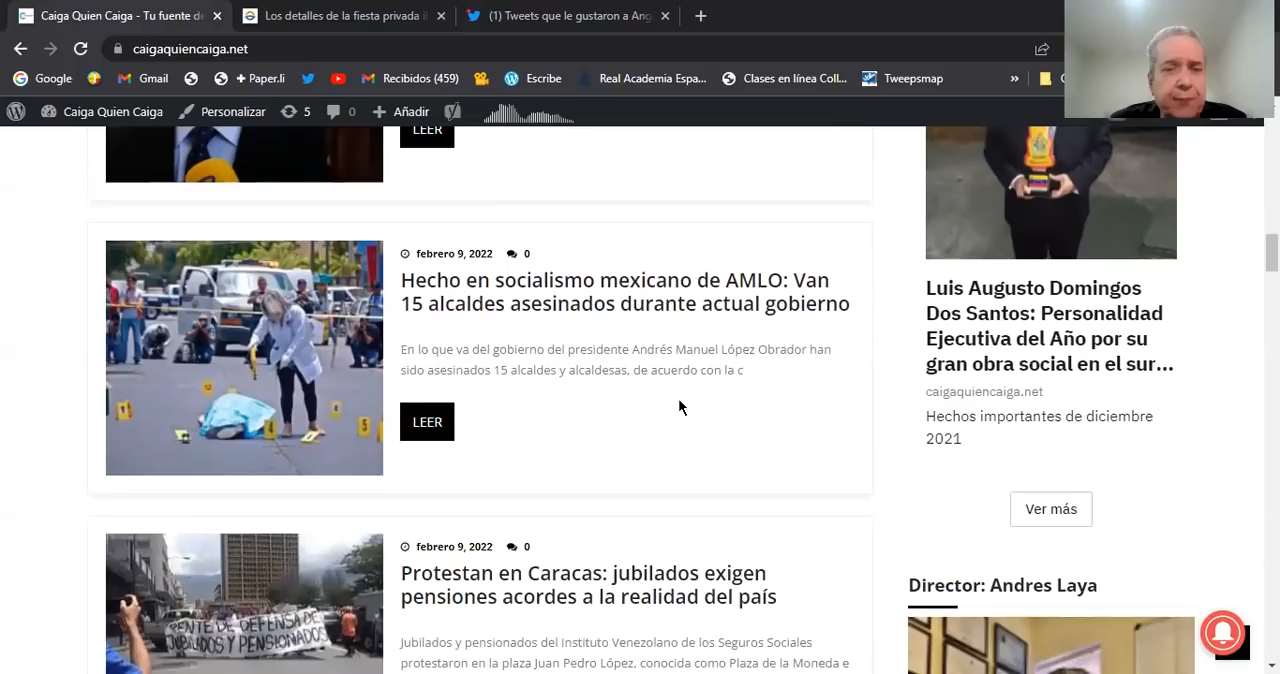 Caiga Quien Caiga - Tu fuente de
Los detalles de la fiesta privada il
(1) Tweets que le gustaron a Ang
caigaquiencaiga.net
Google
Gmail
+ Paper.li
Recibidos (459)
Escribe
Real Academia Espa...
Clases en línea Coll...
Tweepsmap
»
Caiga Quien Caiga
Personalizar
5
0
Añadir
LEER
febrero 9, 2022
0
Hecho en socialismo mexicano de AMLO: Van
15 alcaldes asesinados durante actual gobierno
En lo que va del gobierno del presidente Andrés Manuel López Obrador han
sido asesinados 15 alcaldes y alcaldesas, de acuerdo con la c
LEER
febrero 9, 2022
0
Protestan en Caracas: jubilados exigen
pensiones acordes a la realidad del país
Jubilados y pensionados del Instituto Venezolano de los Seguros Sociales
protestaron en la plaza Juan Pedro López, conocida como Plaza de la Moneda e
FRENTE DE DEFENSA DE
JUBILADOS Y PENSIONADOS
Luis Augusto Domingos
Dos Santos: Personalidad
Ejecutiva del Año por su
gran obra social en el sur...
caigaquiencaiga.net
Hechos importantes de diciembre
2021
Ver más
Director: Andres Laya